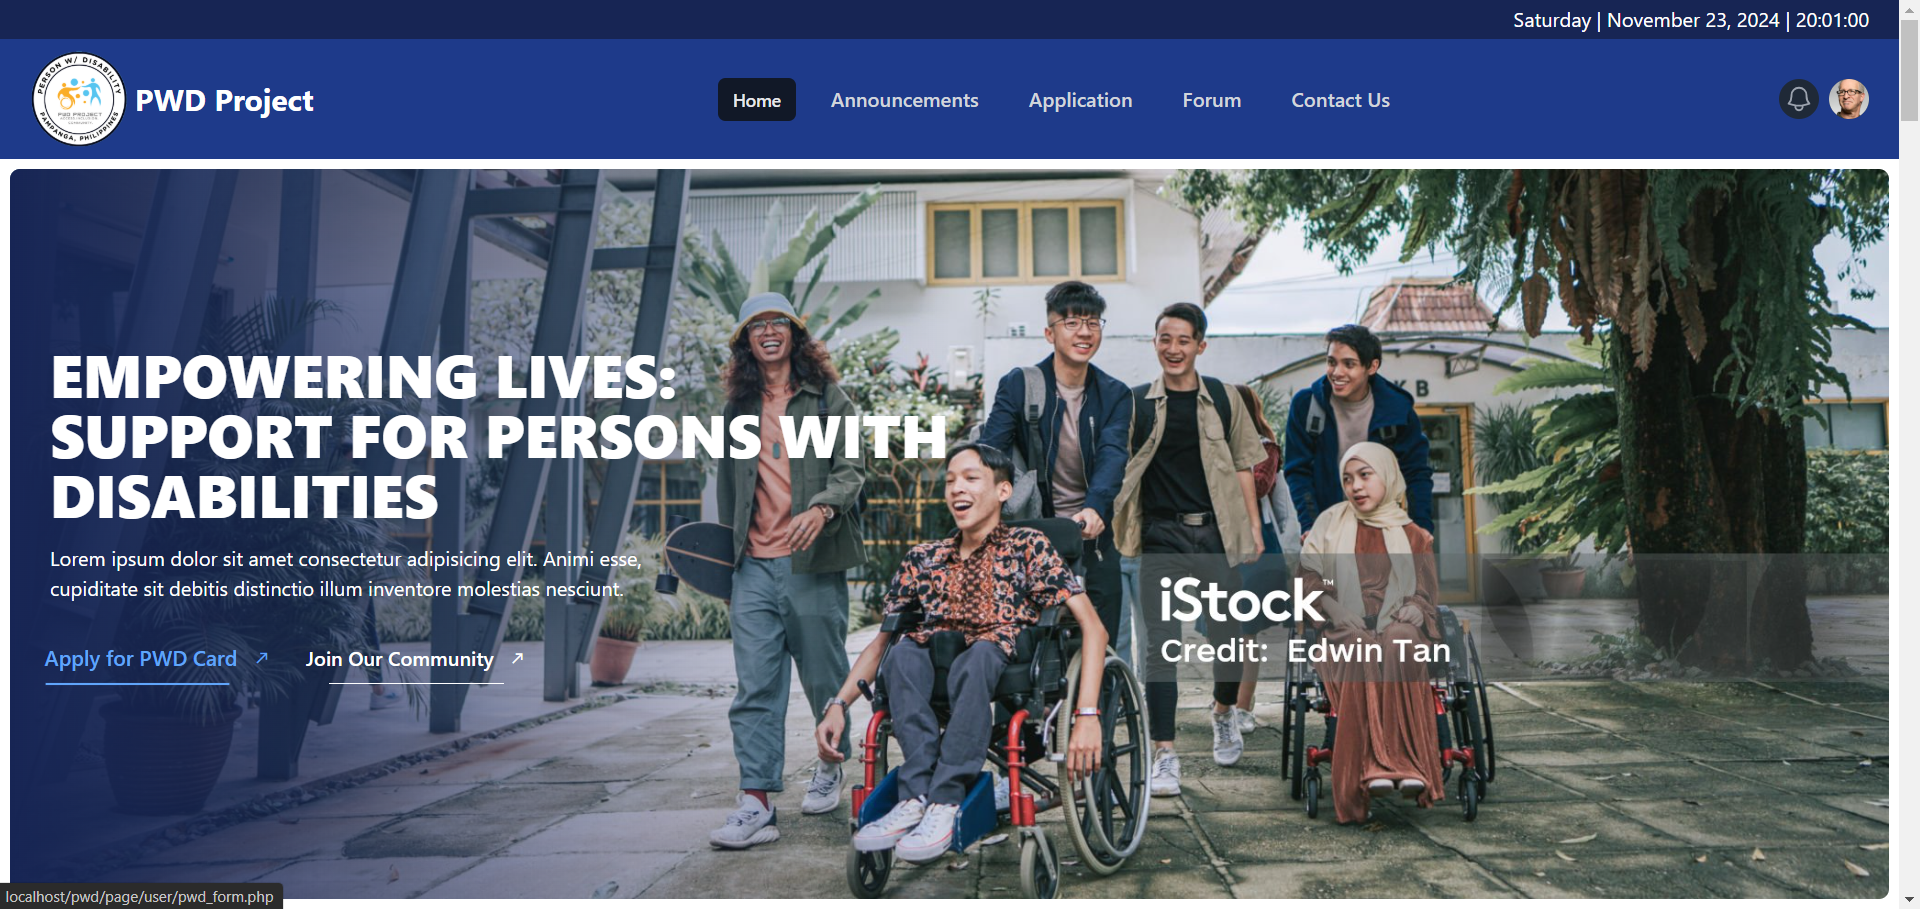 Saturday | November 23, 2024 | 20:01:00
PERSON W/ DISABILITY
PWD PROJECT
PAMPANGA, PHILIPPINES
PWD Project
Home
Announcements
Application
Forum
Contact Us
K B
EMPOWERING LIVES:
SUPPORT FOR PERSONS WITH
DISABILITIES
Lorem ipsum dolor sit amet consectetur adipisicing elit. Animi esse,
cupiditate sit debitis distinctio illum inventore molestias nesciunt.
iStock™
Credit: Edwin Tan
Apply for PWD Card
Join Our Community
localhost/pwd/page/user/pwd_form.php